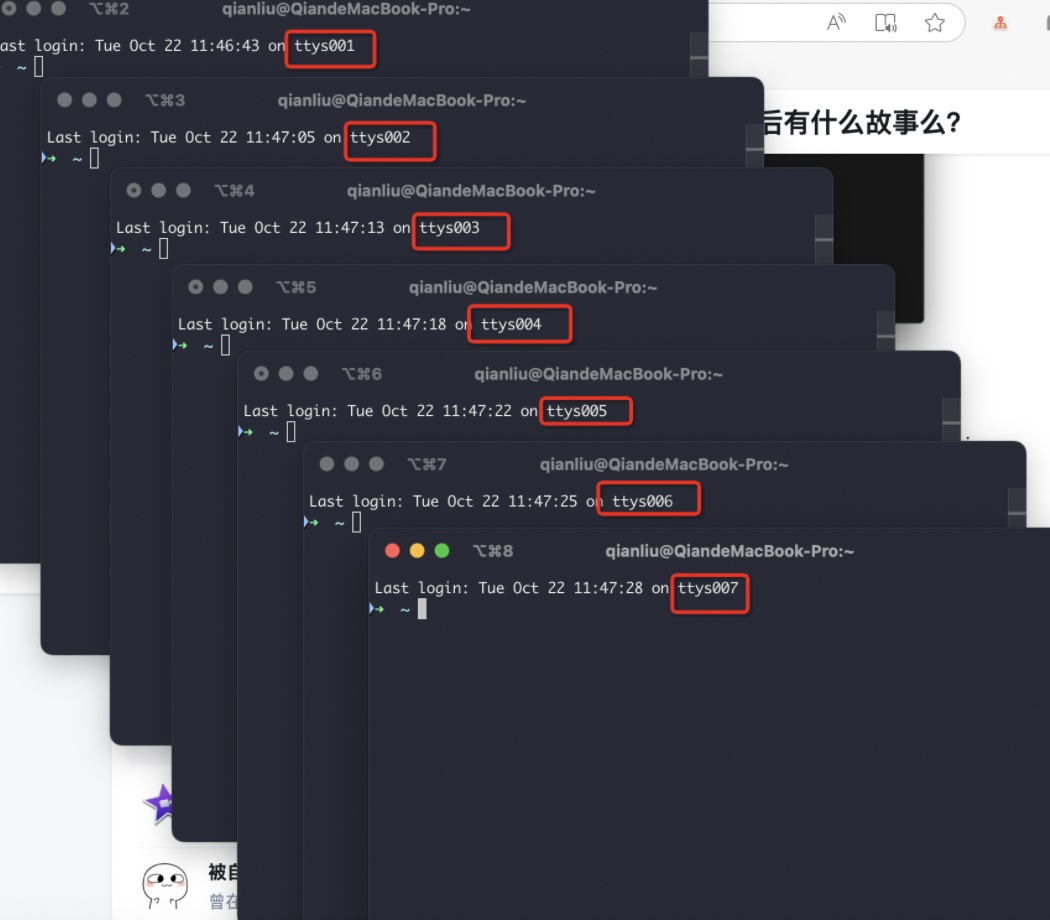 ⌥⌘2 qianliu@QiandeMacBook-Pro:~
ast login: Tue Oct 22 11:46:43 on ttys001
~
后有什么故事么?
⌥⌘3 qianliu@QiandeMacBook-Pro:~
Last login: Tue Oct 22 11:47:05 on ttys002
➜ ~
⌥⌘4 qianliu@QiandeMacBook-Pro:~
Last login: Tue Oct 22 11:47:13 on ttys003
➜ ~
⌥⌘5 qianliu@QiandeMacBook-Pro:~
Last login: Tue Oct 22 11:47:18 on ttys004
➜ ~
⌥⌘6 qianliu@QiandeMacBook-Pro:~
Last login: Tue Oct 22 11:47:22 on ttys005
➜ ~
⌥⌘7 qianliu@QiandeMacBook-Pro:~
Last login: Tue Oct 22 11:47:25 on ttys006
➜ ~
⌥⌘8 qianliu@QiandeMacBook-Pro:~
Last login: Tue Oct 22 11:47:28 on ttys007
➜ ~
被自
曾在